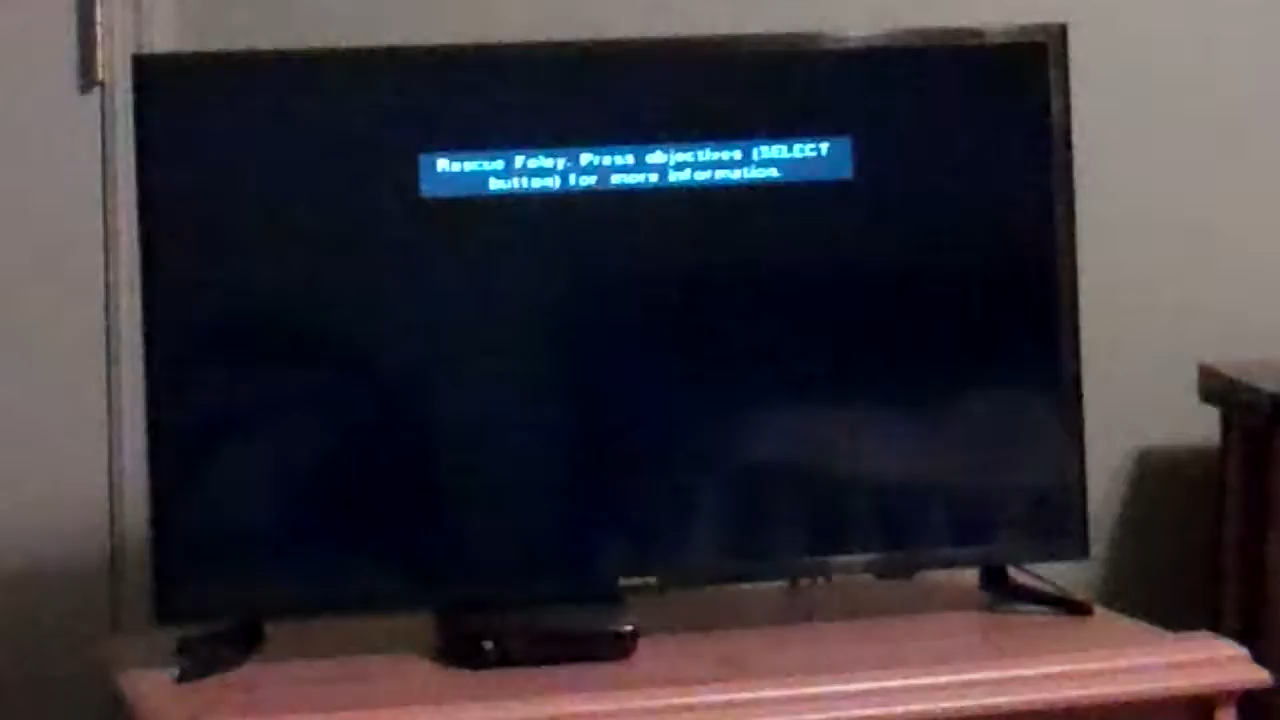 Rescue Foley. Press objectives (SELECT
button) for more information.